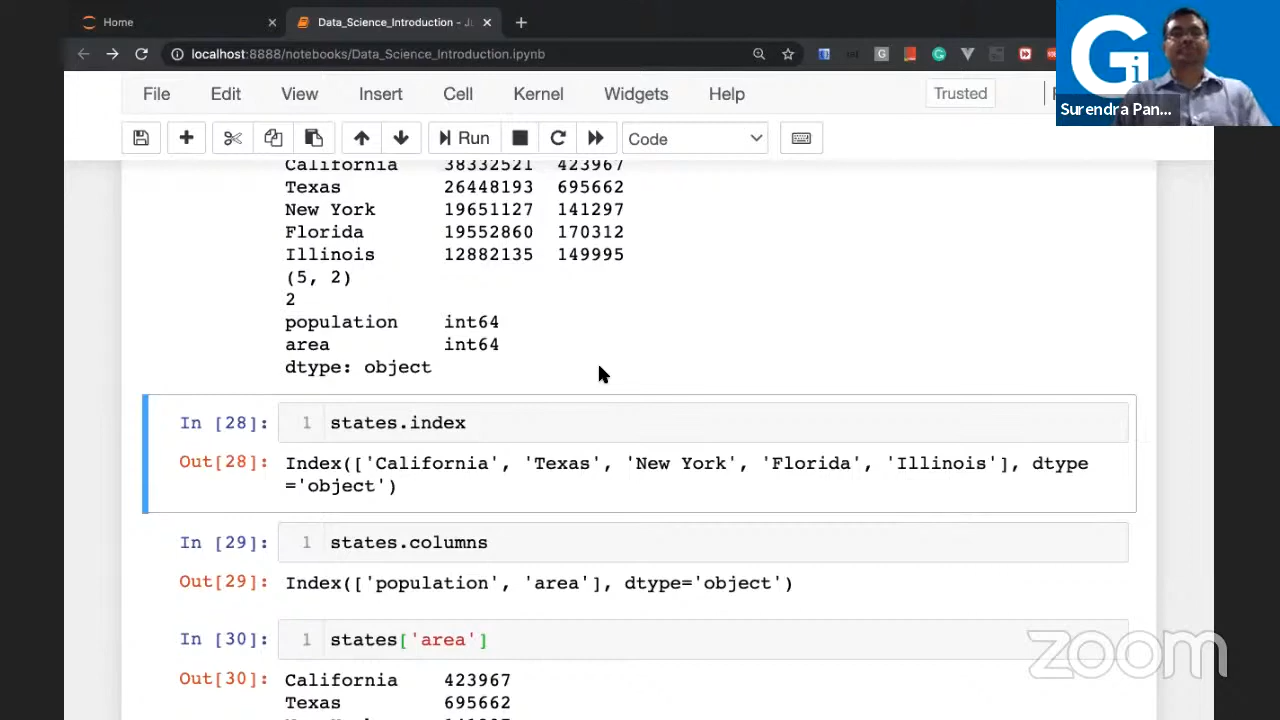 Home
Data_Science_Introduction - J
localhost:8888/notebooks/Data_Science_Introduction.ipynb
Gi
Surendra Pan...
File Edit View Insert Cell Kernel Widgets Help Trusted
Run Code
California 38332521 423967
Texas 26448193 695662
New York 19651127 141297
Florida 19552860 170312
Illinois 12882135 149995
(5, 2)
2
population int64
area int64
dtype: object
In [28]: 1 states.index
Out[28]: Index(['California', 'Texas', 'New York', 'Florida', 'Illinois'], dtype
='object')
In [29]: 1 states.columns
Out[29]: Index(['population', 'area'], dtype='object')
In [30]: 1 states['area']
Out[30]: California 423967
Texas 695662
zoom